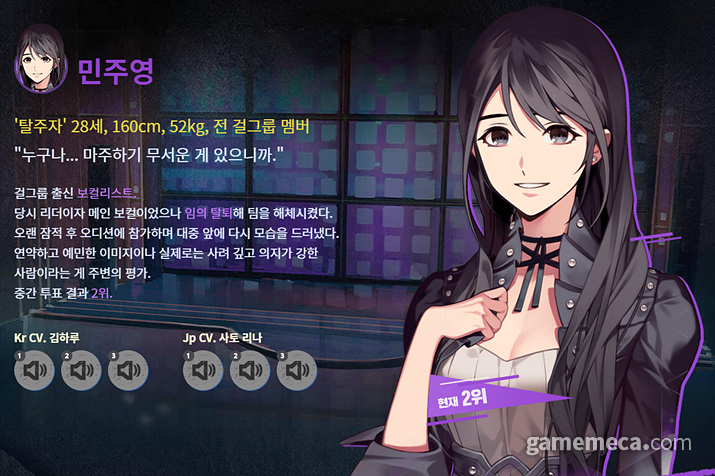 민주영
'탈주자' 28세, 160cm, 52kg, 전 걸그룹 멤버
"누구나... 마주하기 무서운 게 있으니까."
걸그룹 출신 보컬리스트.
당시 리더이자 메인 보컬이었으나 임의 탈퇴해 팀을 해체시켰다.
오랜 잠적 후 오디션에 참가하며 대중 앞에 다시 모습을 드러냈다.
연약하고 예민한 이미지이나 실제로는 사려 깊고 의지가 강한
사람이라는 게 주변의 평가.
중간 투표 결과 2위.
Kr CV. 김하루
1 2 3
Jp CV. 사토 리나
1 2 3
현재 2위
gamemeca.com